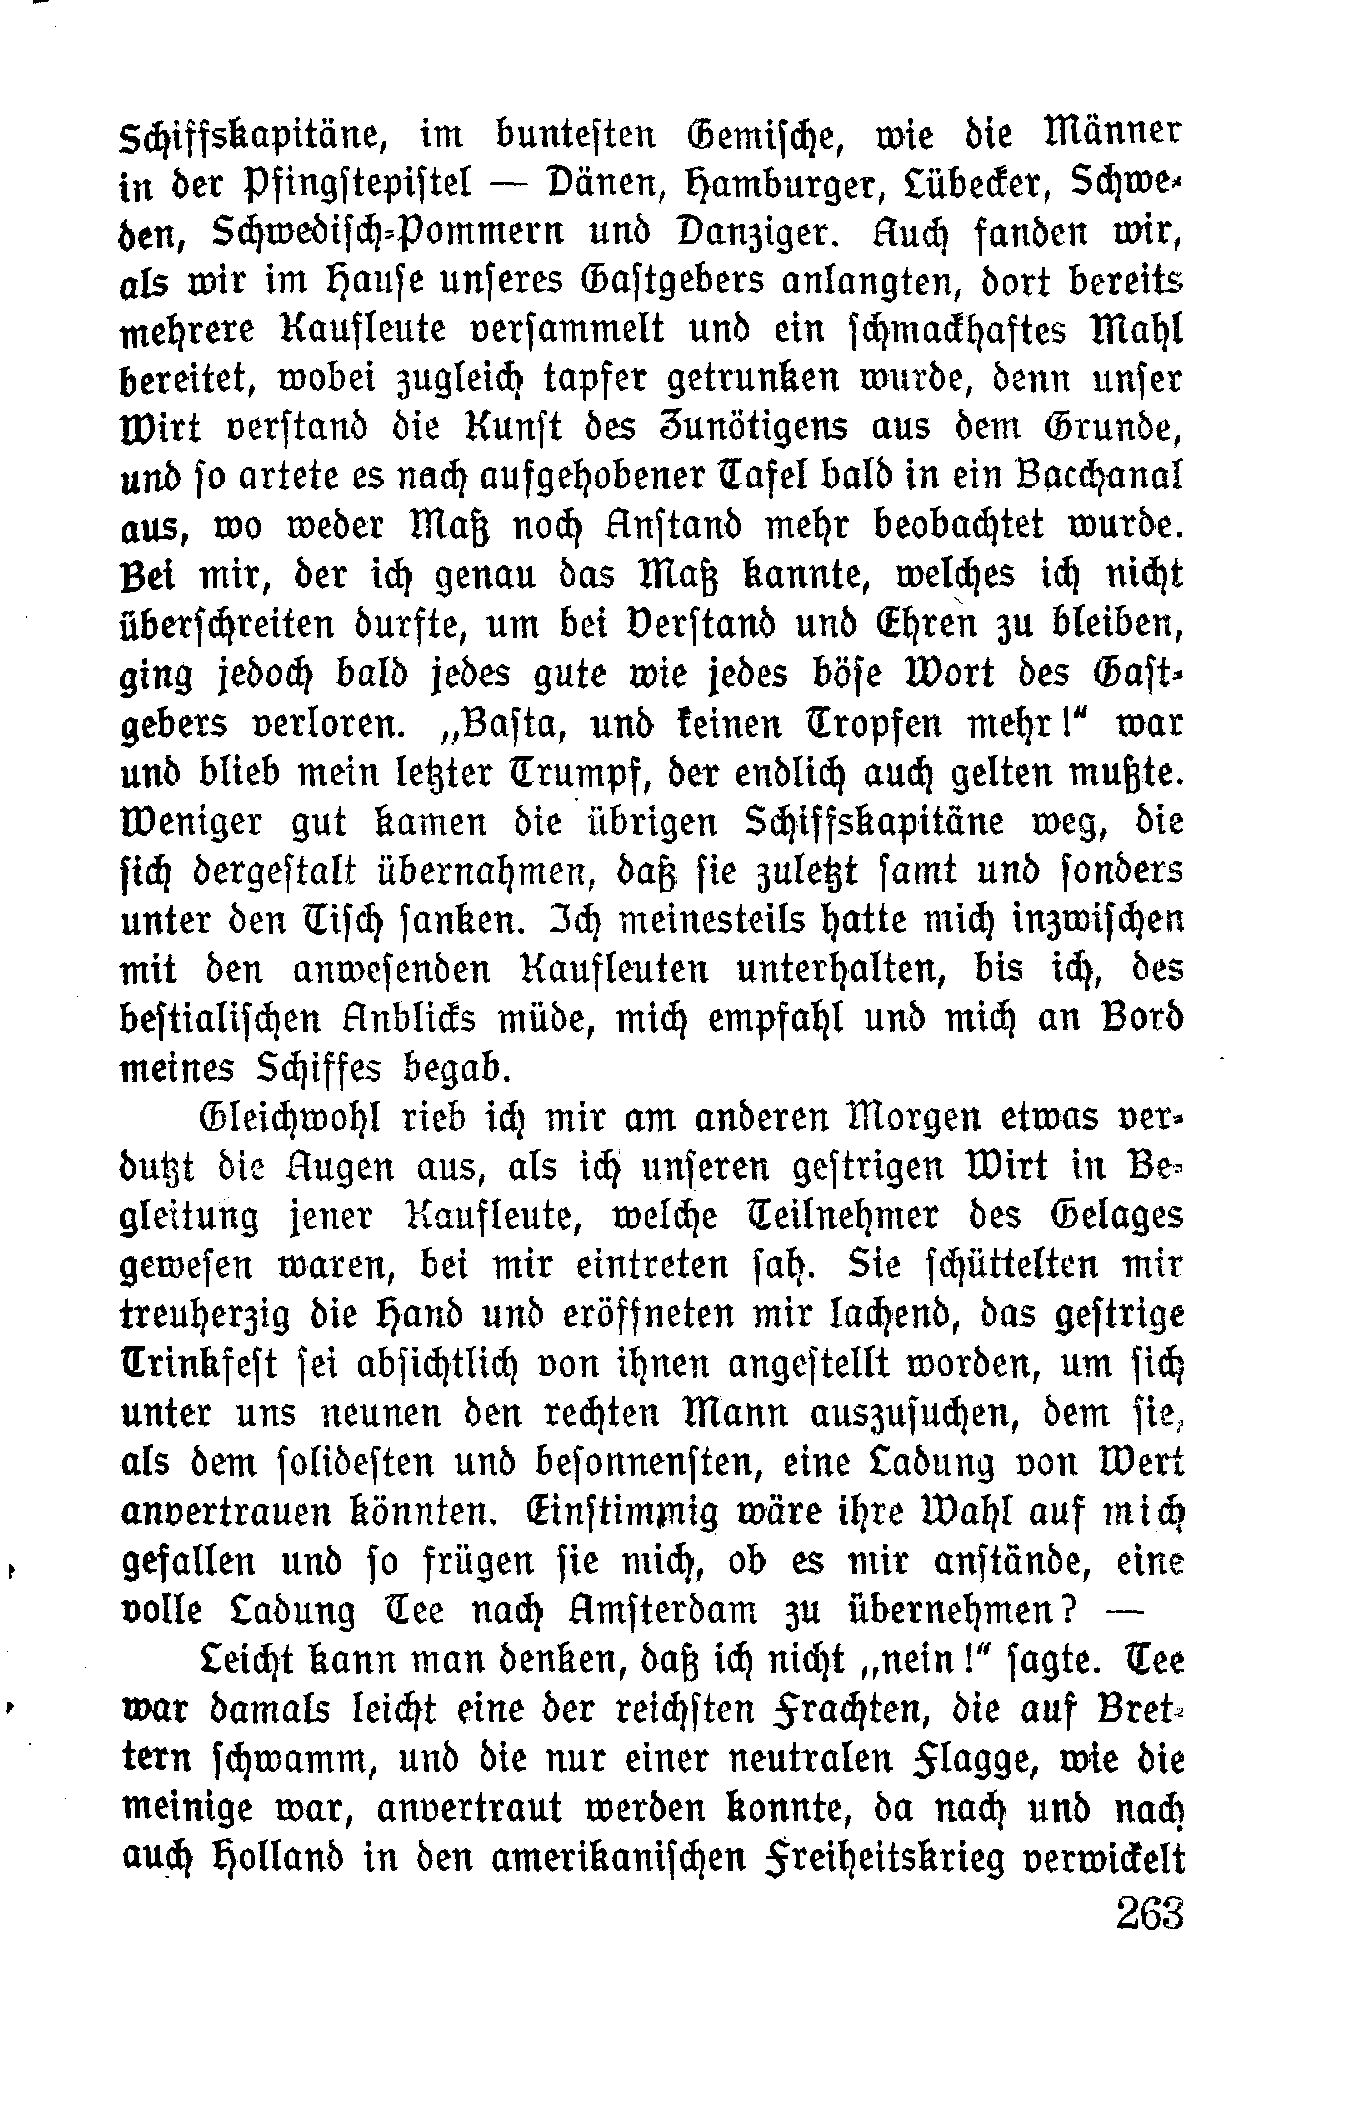 Schiffskapitäne, im buntesten Gemische, wie die Männer
in der Pfingstepistel — Dänen, Hamburger, Lübecker, Schwe-
den, Schwedisch-Pommern und Danziger. Auch fanden wir,
als wir im Hause unseres Gastgebers anlangten, dort bereits
mehrere Kaufleute versammelt und ein schmackhaftes Mahl
bereitet, wobei zugleich tapfer getrunken wurde, denn unser
Wirt verstand die Kunst des Zunötigens aus dem Grunde,
und so artete es nach aufgehobener Tafel bald in ein Bacchanal
aus, wo weder Maß noch Anstand mehr beobachtet wurde.
Bei mir, der ich genau das Maß kannte, welches ich nicht
überschreiten durfte, um bei Verstand und Ehren zu bleiben,
ging jedoch bald jedes gute wie jedes böse Wort des Gast-
gebers verloren. „Basta, und keinen Tropfen mehr!“ war
und blieb mein letzter Trumpf, der endlich auch gelten mußte.
Weniger gut kamen die übrigen Schiffskapitäne weg, die
sich dergestalt übernahmen, daß sie zuletzt samt und sonders
unter den Tisch sanken. Ich meinesteils hatte mich inzwischen
mit den anwesenden Kaufleuten unterhalten, bis ich, des
bestialischen Anblicks müde, mich empfahl und mich an Bord
meines Schiffes begab.
Gleichwohl rieb ich mir am anderen Morgen etwas ver-
dutzt die Augen aus, als ich unseren gestrigen Wirt in Be-
gleitung jener Kaufleute, welche Teilnehmer des Gelages
gewesen waren, bei mir eintreten sah. Sie schüttelten mir
treuherzig die Hand und eröffneten mir lachend, das gestrige
Trinkfest sei absichtlich von ihnen angestellt worden, um sich
unter uns neunen den rechten Mann auszusuchen, dem sie,
als dem solidesten und besonnensten, eine Ladung von Wert
anvertrauen könnten. Einstimmig wäre ihre Wahl auf mich
gefallen und so frügen sie mich, ob es mir anstände, eine
volle Ladung Tee nach Amsterdam zu übernehmen? —
Leicht kann man denken, daß ich nicht „nein!“ sagte. Tee
war damals leicht eine der reichsten Frachten, die auf Bret-
tern schwamm, und die nur einer neutralen Flagge, wie die
meinige war, anvertraut werden konnte, da nach und nach
auch Holland in den amerikanischen Freiheitskrieg verwickelt
263